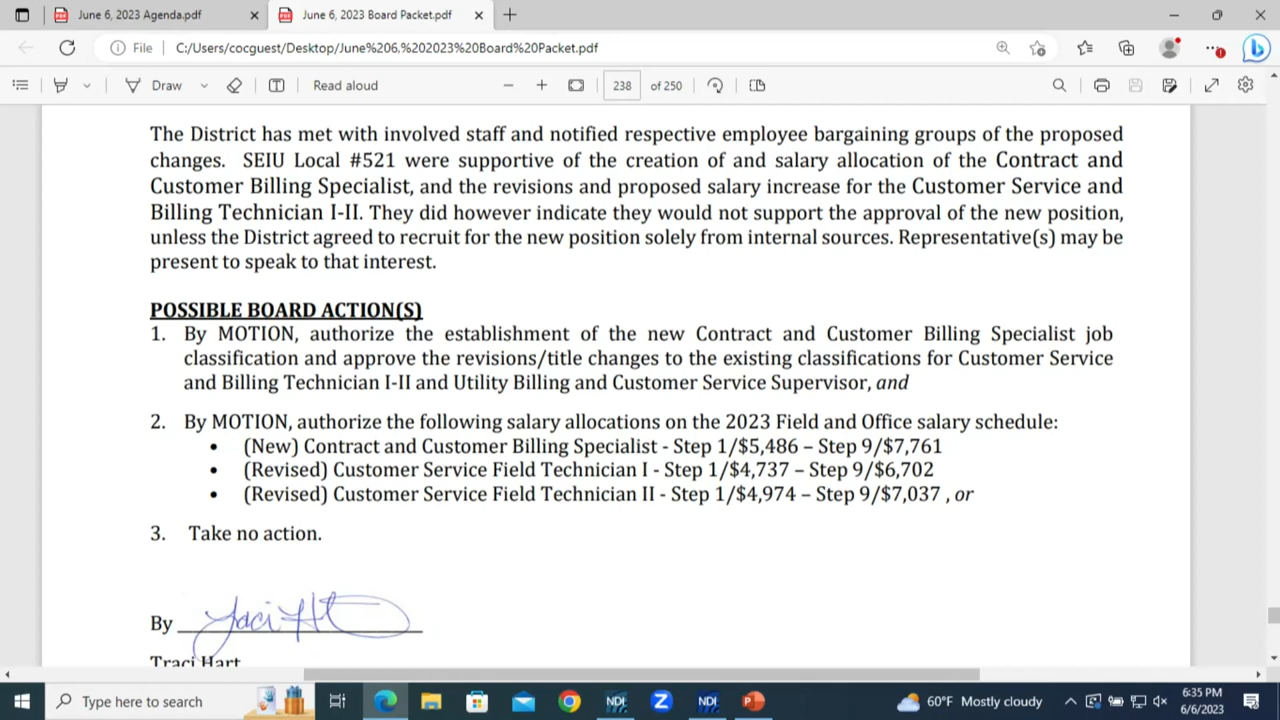 June 6, 2023 Agenda.pdf
June 6, 2023 Board Packet.pdf
File
C:/Users/cocguest/Desktop/June%206.%202023%20Board%20Packet.pdf
Draw
Read aloud
238
of 250
The District has met with involved staff and notified respective employee bargaining groups of the proposed
changes. SEIU Local #521 were supportive of the creation of and salary allocation of the Contract and
Customer Billing Specialist, and the revisions and proposed salary increase for the Customer Service and
Billing Technician I-II. They did however indicate they would not support the approval of the new position,
unless the District agreed to recruit for the new position solely from internal sources. Representative(s) may be
present to speak to that interest.
POSSIBLE BOARD ACTION(S)
1. By MOTION, authorize the establishment of the new Contract and Customer Billing Specialist job
classification and approve the revisions/title changes to the existing classifications for Customer Service
and Billing Technician I-II and Utility Billing and Customer Service Supervisor, and
2. By MOTION, authorize the following salary allocations on the 2023 Field and Office salary schedule:
• (New) Contract and Customer Billing Specialist - Step 1/$5,486 – Step 9/$7,761
• (Revised) Customer Service Field Technician I - Step 1/$4,737 – Step 9/$6,702
• (Revised) Customer Service Field Technician II - Step 1/$4,974 – Step 9/$7,037 , or
3. Take no action.
By Traci Hart
Traci Hart
Type here to search
NDI
NDI
60°F Mostly cloudy
6:35 PM
6/6/2023